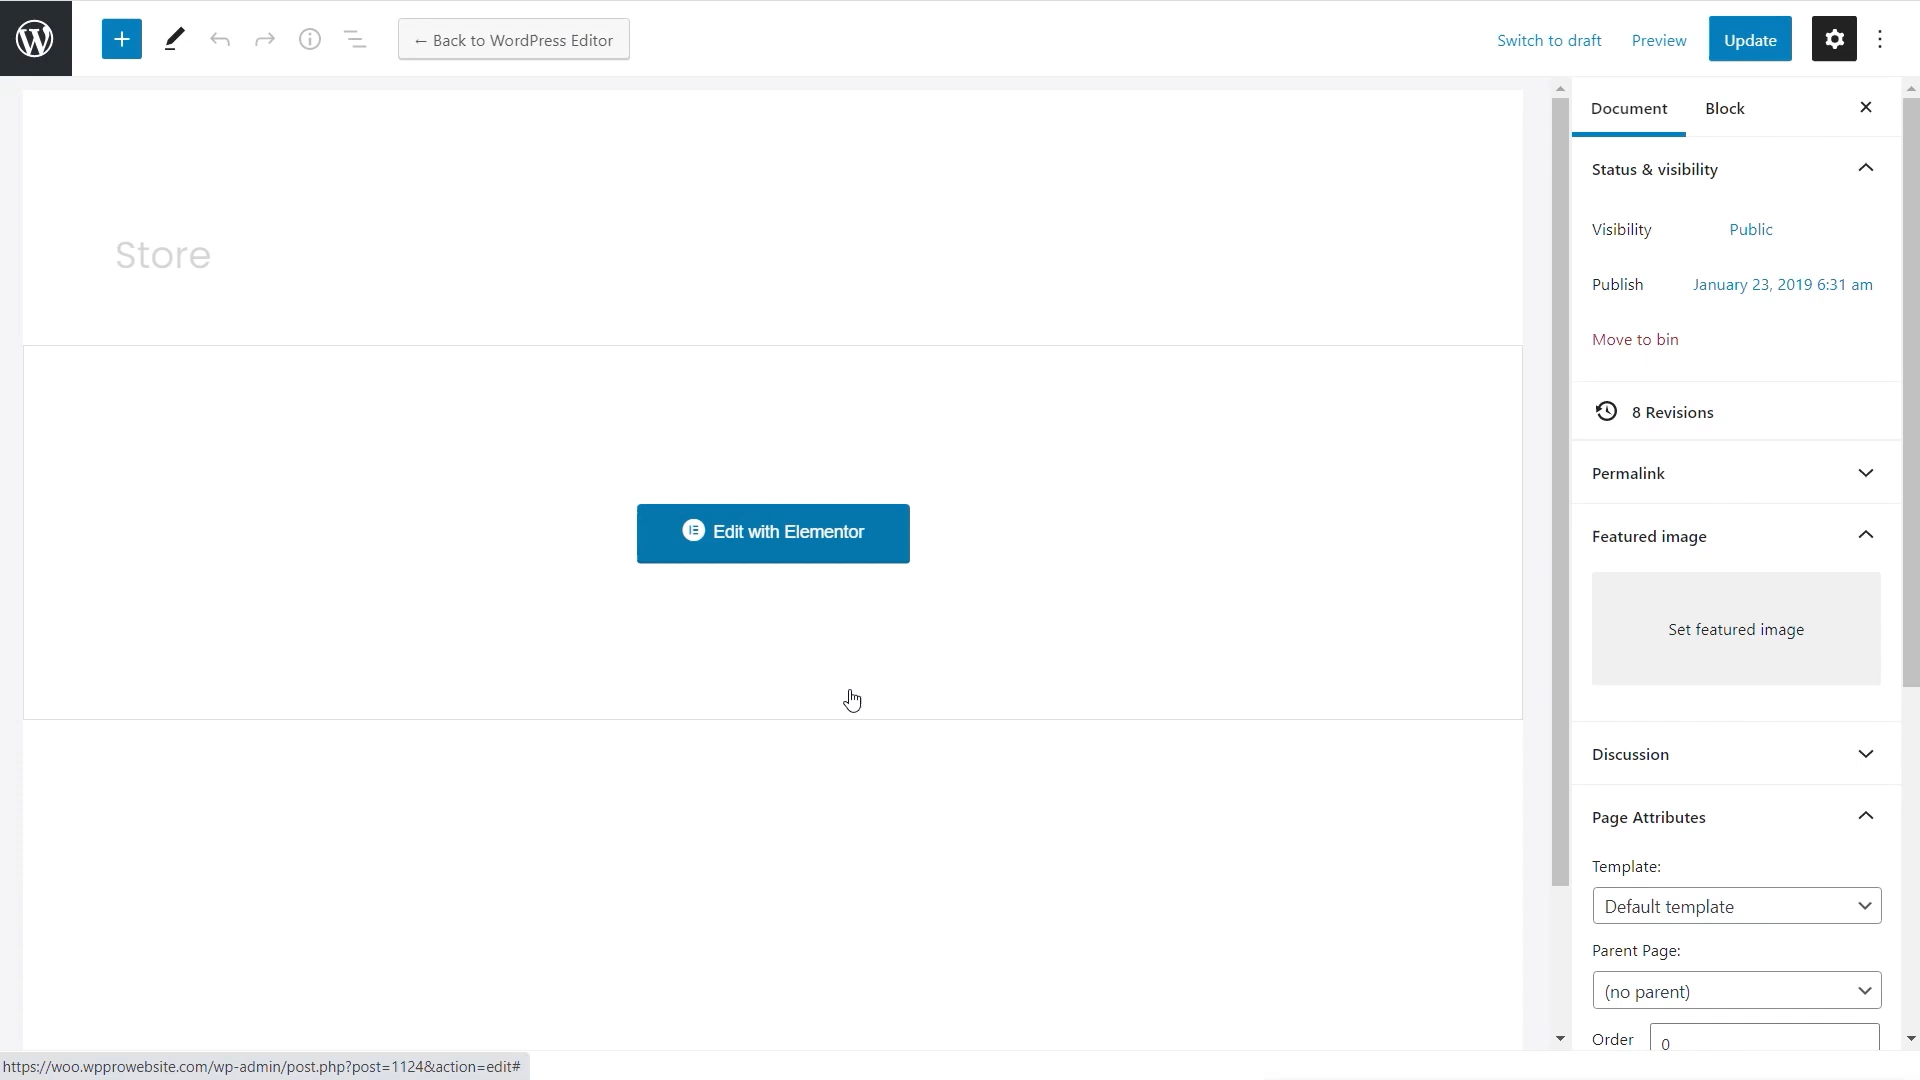 ← Back to WordPress Editor
Switch to draft
Preview
Update
Document
Block
Status & visibility
Visibility
Public
Publish
January 23, 2019 6:31 am
Move to bin
8 Revisions
Permalink
Featured image
Set featured image
Discussion
Page Attributes
Template:
Default template
Parent Page:
(no parent)
Order
0
Store
Edit with Elementor
https://woo.wpprowebsite.com/wp-admin/post.php?post=1124&action=edit#